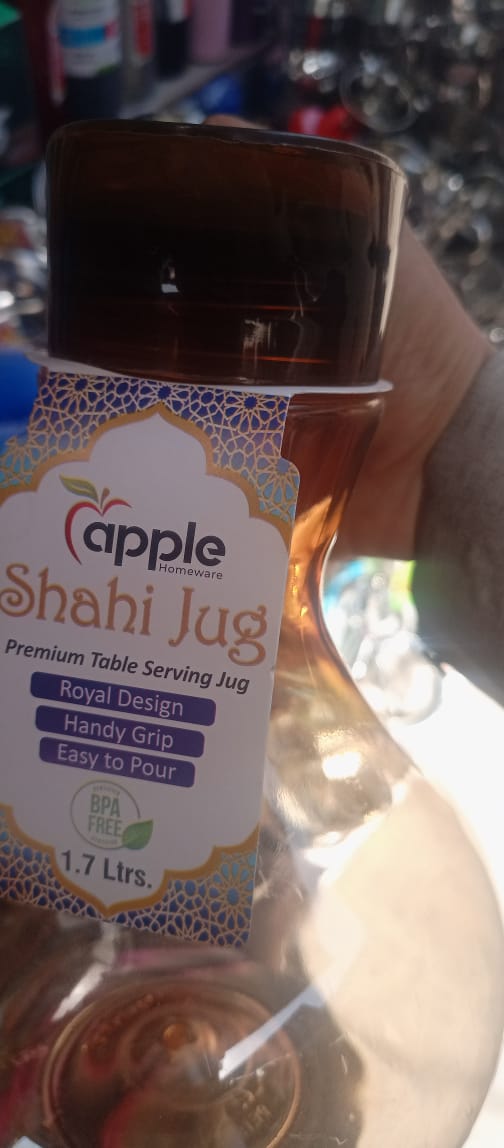 apple
Homeware
Shahi Jug
Premium Table Serving Jug
Royal Design
Handy Grip
Easy to Pour
BPA
FREE
1.7 Ltrs.